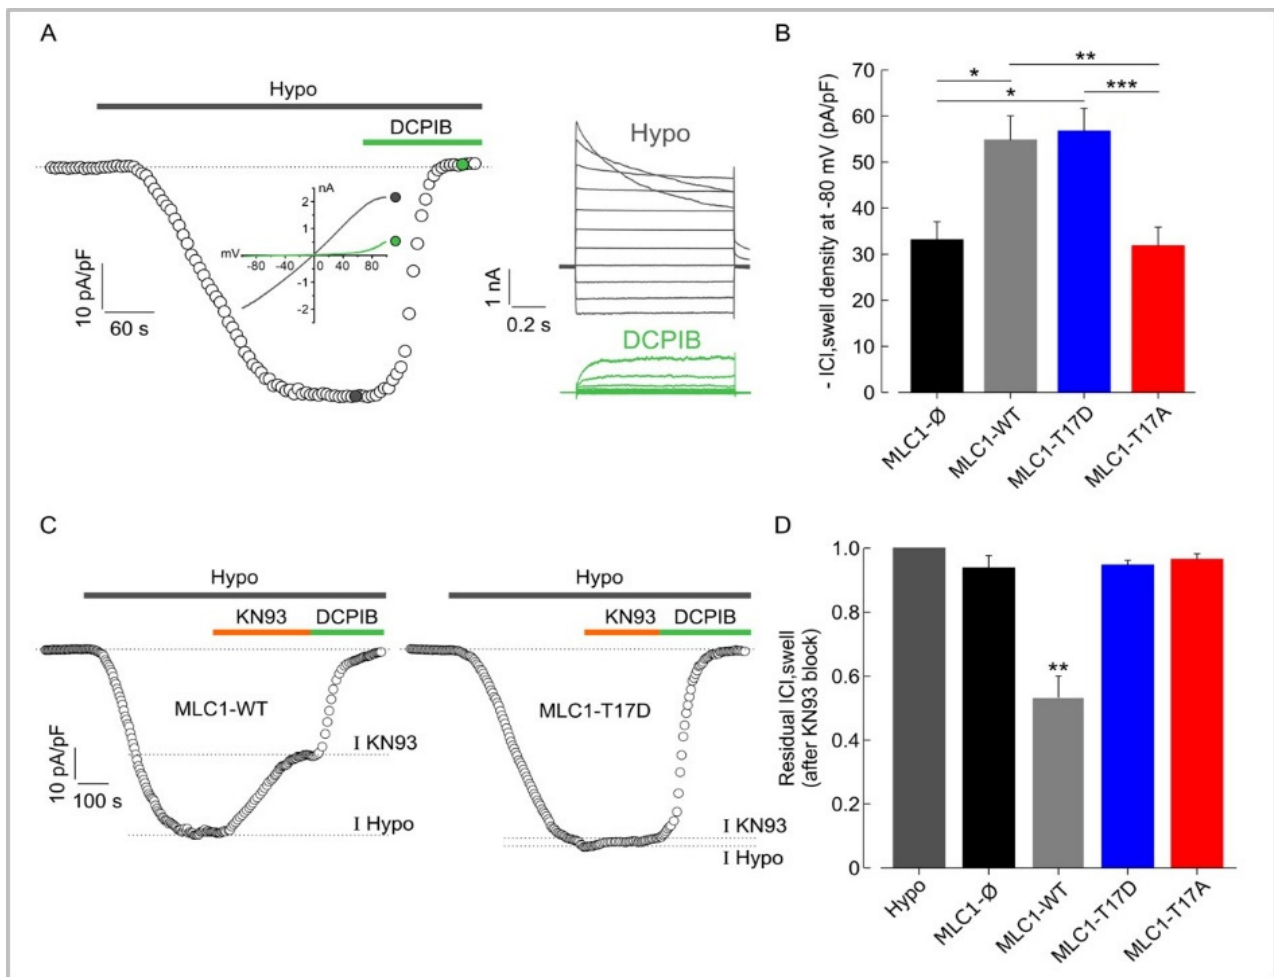 A
Hypo
DCPIB
nA
2
1
mV
-80
-40
0
40
80
-1
-2
10 pA/pF
60 s
Hypo
1 nA
0.2 s
DCPIB
B
- ICl,swell density at -80 mV (pA/pF)
70
60
50
40
30
20
10
0
**
*
***
*
MLC1-Ø
MLC1-WT
MLC1-T17D
MLC1-T17A
C
Hypo
KN93
DCPIB
MLC1-WT
I KN93
I Hypo
10 pA/pF
100 s
Hypo
KN93
DCPIB
MLC1-T17D
I KN93
I Hypo
D
Residual ICl,swell
(after KN93 block)
1.0
0.8
0.6
0.4
0.2
0
**
Hypo
MLC1-Ø
MLC1-WT
MLC1-T17D
MLC1-T17A